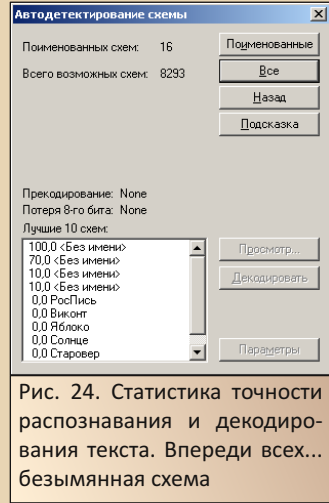 Автодетектирование схемы
Поименованных схем: 16
Поименованные
Всего возможных схем: 8293
Все
Назад
Подсказка
Прекодирование: None
Потеря 8-го бита: None
Лучшие 10 схем:
100,0 <Без имени>
70,0 <Без имени>
10,0 <Без имени>
10,0 <Без имени>
0,0 РосПись
0,0 Виконт
0,0 Яблоко
0,0 Солнце
0,0 Старовер
Просмотр...
Декодировать
Параметры
Рис. 24. Статистика точности
распознавания и декодиро-
вания текста. Впереди всех...
безымянная схема